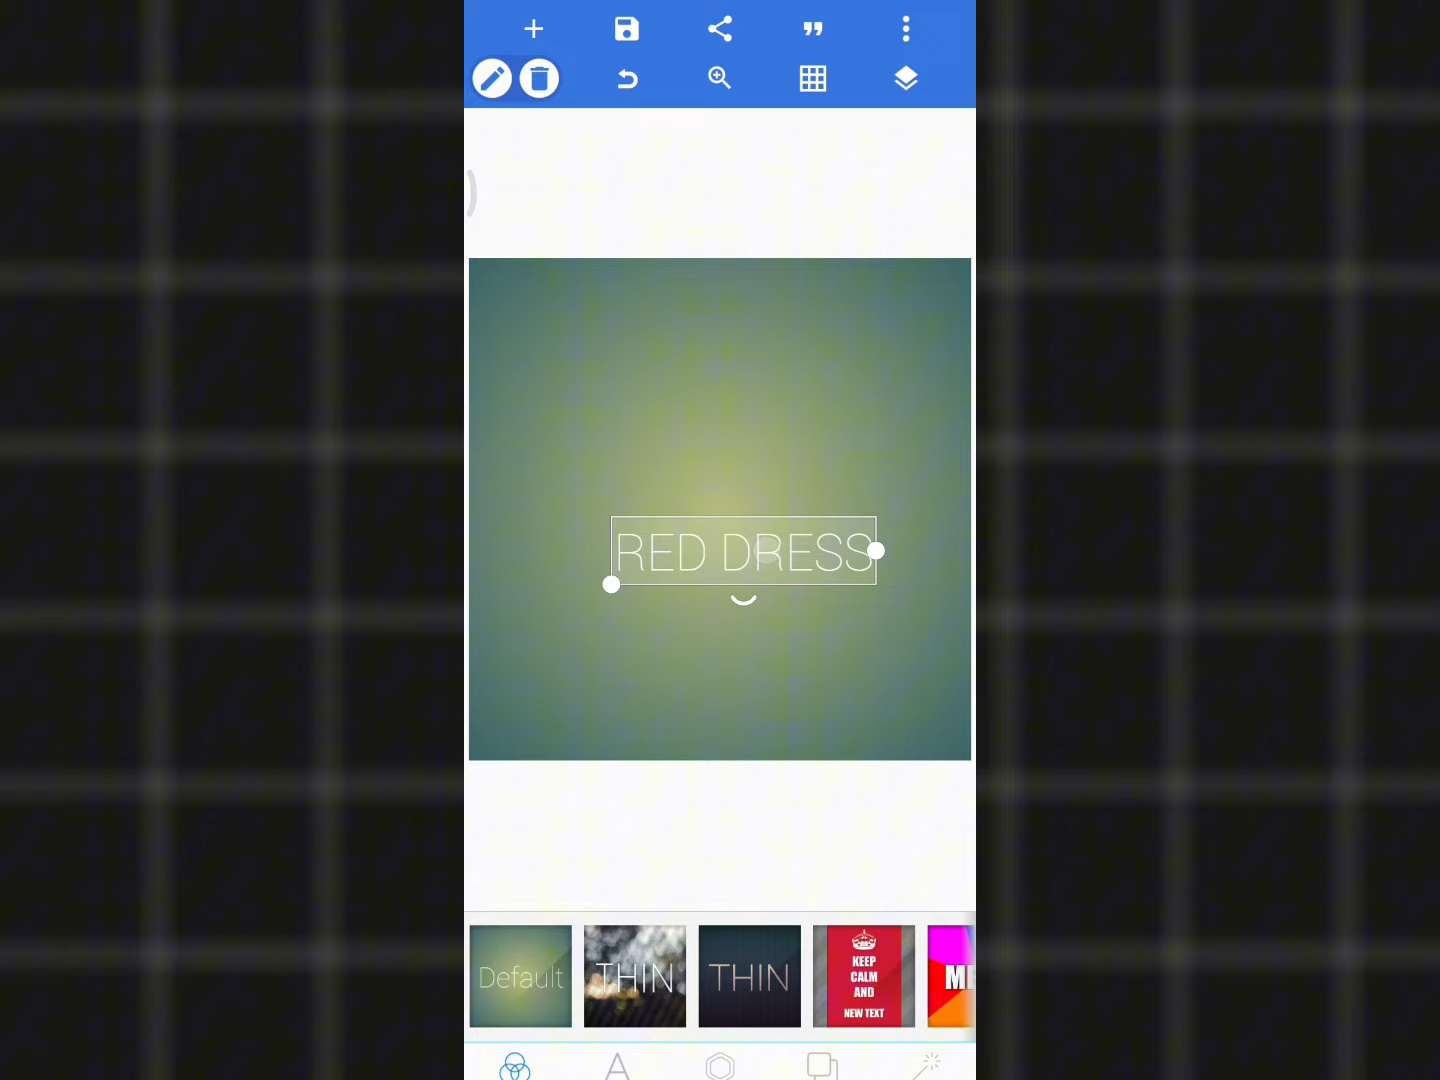 RED DRESS
Default
THIN
THIN
KEEP
CALM
AND
NEW TEXT